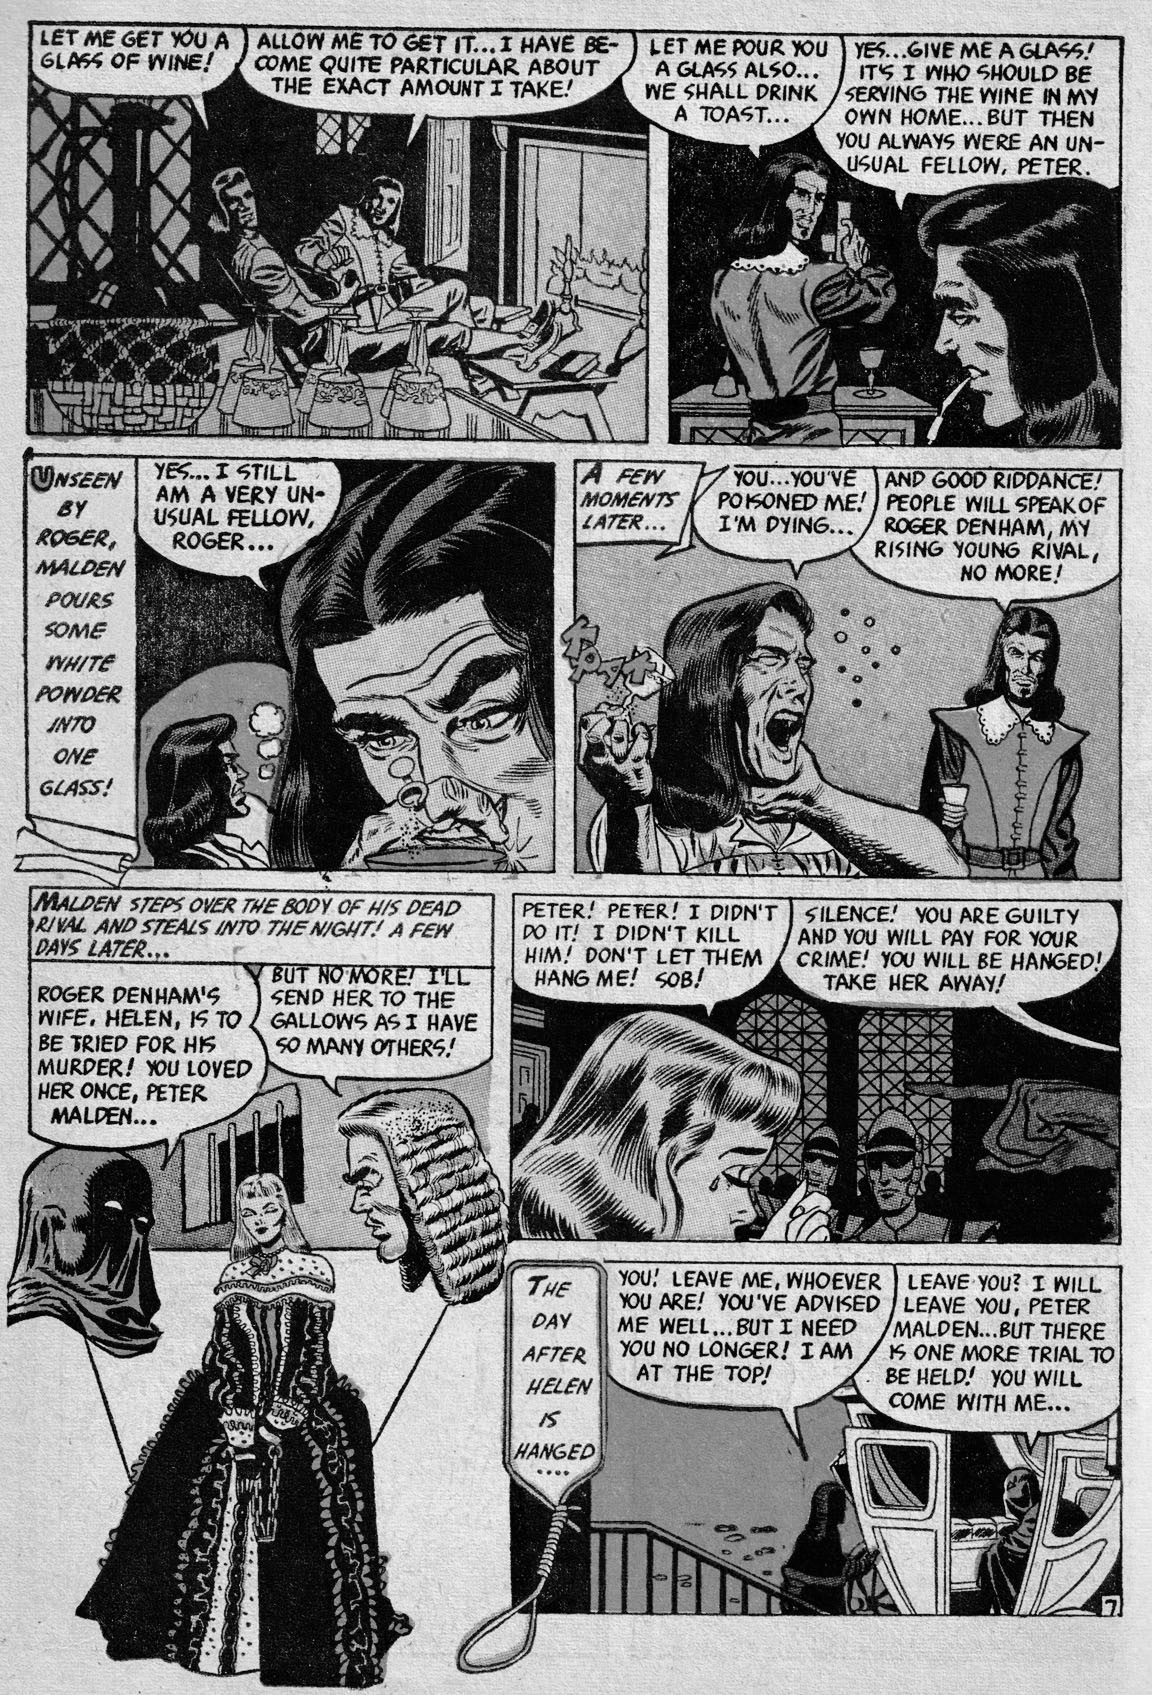 LET ME GET YOU A
GLASS OF WINE!
ALLOW ME TO GET IT...I HAVE BE-
COME QUITE PARTICULAR ABOUT
THE EXACT AMOUNT I TAKE!
LET ME POUR YOU
A GLASS ALSO...
WE SHALL DRINK
A TOAST...
YES...GIVE ME A GLASS!
IT'S I WHO SHOULD BE
SERVING THE WINE IN MY
OWN HOME...BUT THEN
YOU ALWAYS WERE AN UN-
USUAL FELLOW, PETER.
UNSEEN
BY
ROGER,
MALDEN
POURS
SOME
WHITE
POWDER
INTO
ONE
GLASS!
YES... I STILL
AM A VERY UN-
USUAL FELLOW,
ROGER...
A FEW
MOMENTS
LATER...
YOU...YOU'VE
POISONED ME!
I'M DYING...
AND GOOD RIDDANCE!
PEOPLE WILL SPEAK OF
ROGER DENHAM, MY
RISING YOUNG RIVAL,
NO MORE!
MALDEN STEPS OVER THE BODY OF HIS DEAD
RIVAL AND STEALS INTO THE NIGHT! A FEW
DAYS LATER...
ROGER DENHAM'S
WIFE, HELEN, IS TO
BE TRIED FOR HIS
MURDER! YOU LOVED
HER ONCE, PETER
MALDEN...
BUT NO MORE! I'LL
SEND HER TO THE
GALLOWS AS I HAVE
SO MANY OTHERS!
PETER! PETER! I DIDN'T
DO IT! I DIDN'T KILL
HIM! DON'T LET THEM
HANG ME! SOB!
SILENCE! YOU ARE GUILTY
AND YOU WILL PAY FOR YOUR
CRIME! YOU WILL BE HANGED!
TAKE HER AWAY!
THE
DAY
AFTER
HELEN
IS
HANGED
....
YOU! LEAVE ME, WHOEVER
YOU ARE! YOU'VE ADVISED
ME WELL...BUT I NEED
YOU NO LONGER! I AM
AT THE TOP!
LEAVE YOU? I WILL
LEAVE YOU, PETER
MALDEN...BUT THERE
IS ONE MORE TRIAL TO
BE HELD! YOU WILL
COME WITH ME...
7